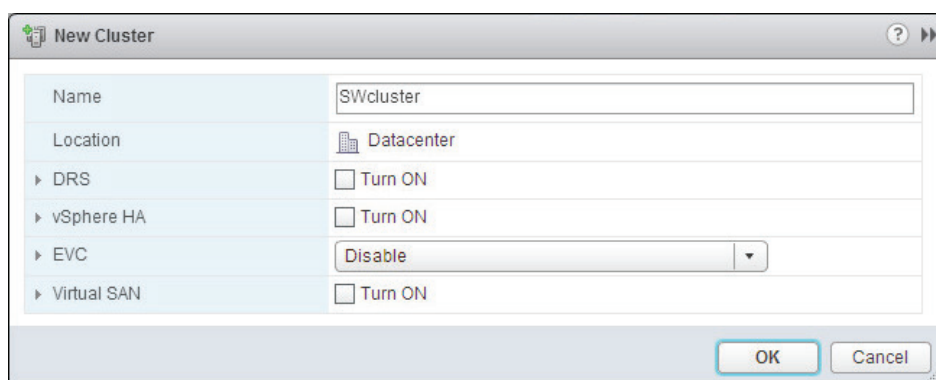 New Cluster ?
Name SWcluster
Location Datacenter
DRS Turn ON
vSphere HA Turn ON
EVC Disable
Virtual SAN Turn ON
OK Cancel